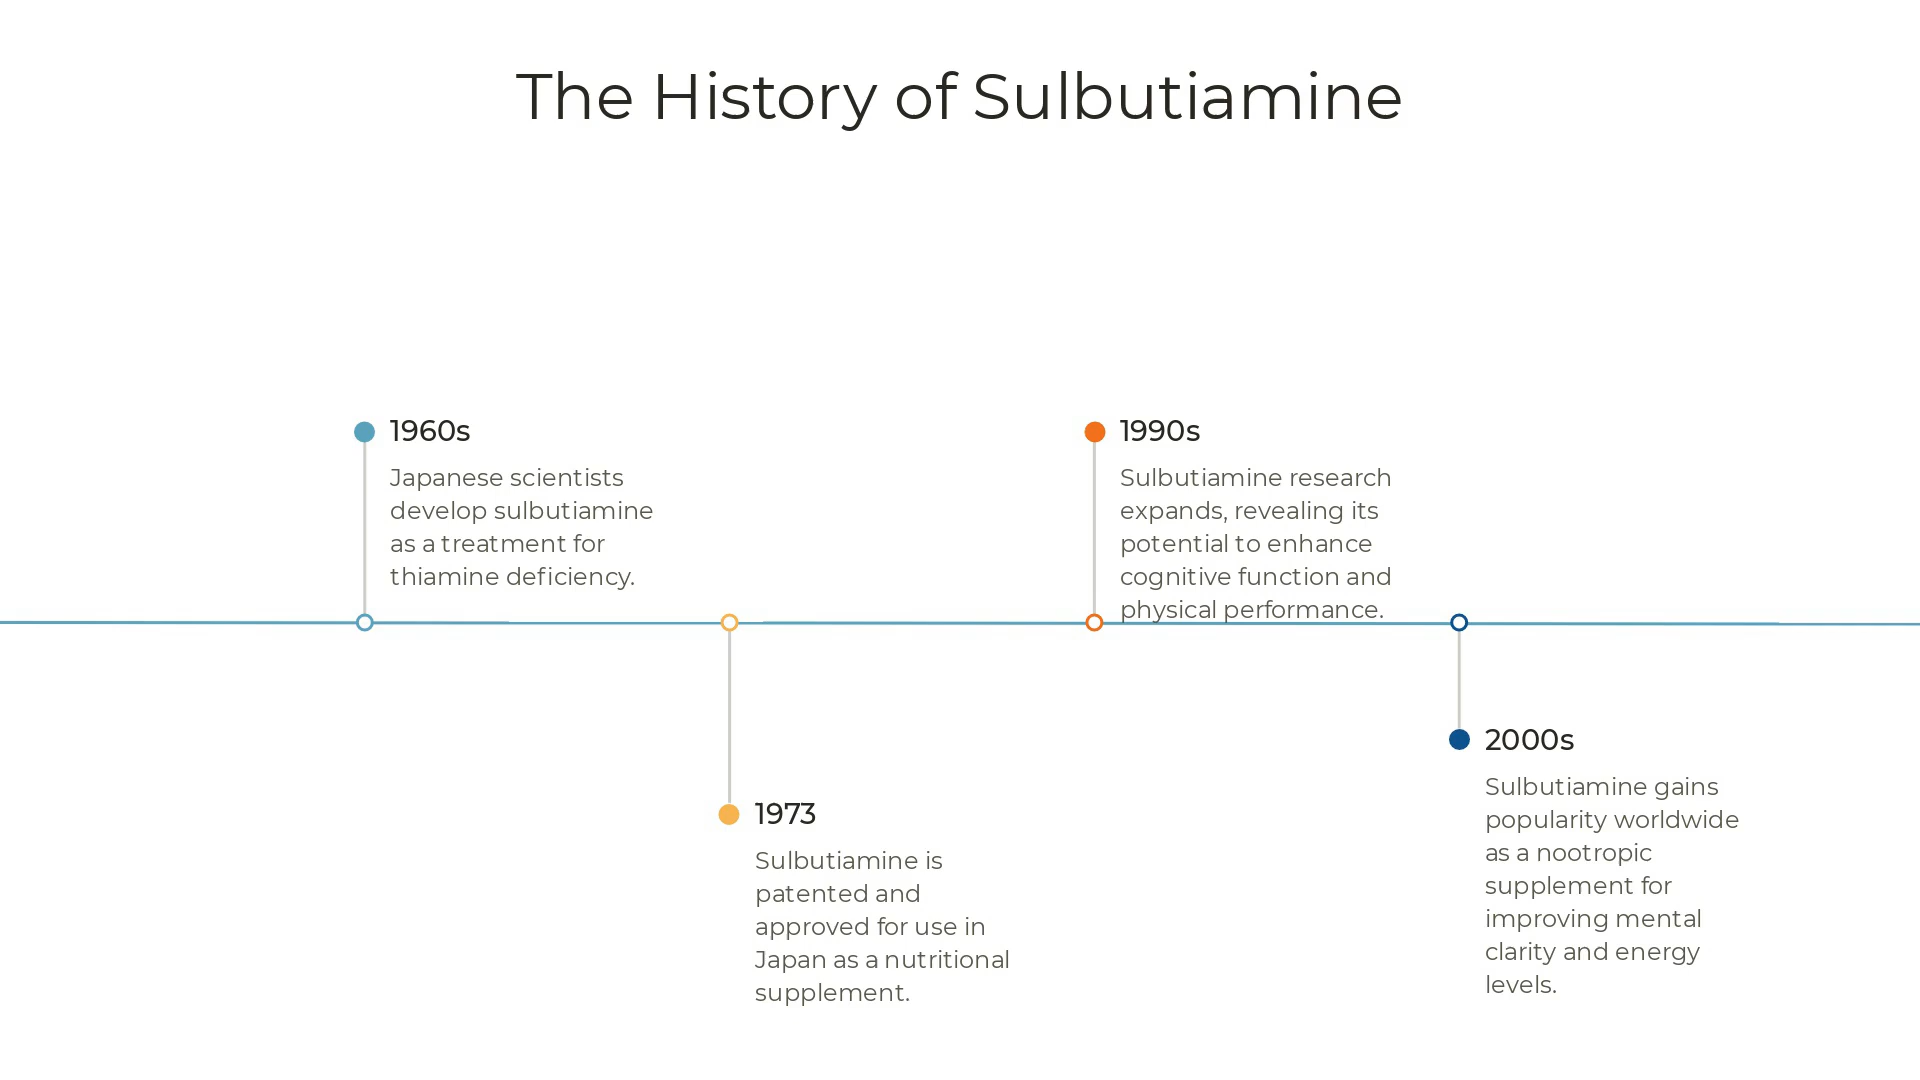 The History of Sulbutiamine
1960s
Japanese scientists
develop sulbutiamine
as a treatment for
thiamine deficiency.
1973
Sulbutiamine is
patented and
approved for use in
Japan as a nutritional
supplement.
1990s
Sulbutiamine research
expands, revealing its
potential to enhance
cognitive function and
physical performance.
2000s
Sulbutiamine gains
popularity worldwide
as a nootropic
supplement for
improving mental
clarity and energy
levels.